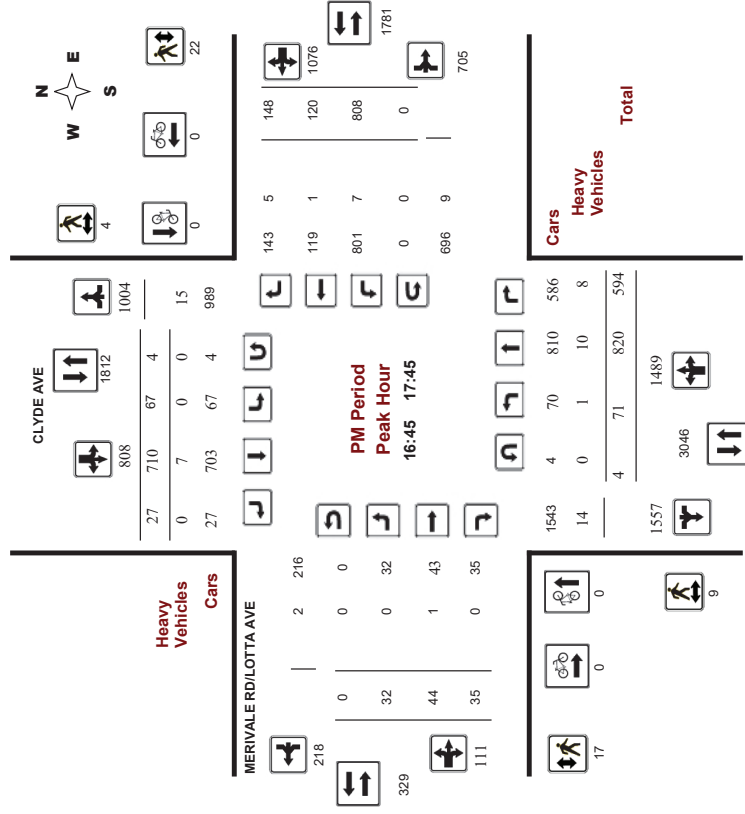 N
W E
S
22
4
0
0
CLYDE AVE
1812
808
1004
27 710 67 4
0 7 0 0 15
27 703 67 4 989
Heavy
Vehicles
Cars
1781
1076
705
148
120
808
0
143 5
119 1
801 7
0 0
696 9
PM Period
Peak Hour
16:45 17:45
MERIVALE RD/LOTTA AVE
2 216
0 0 0
32 0 32
44 1 43
35 0 35
218
329
111
Cars
Heavy
Vehicles
Total
1543 4 70 810 586
14 0 1 10 8
4 71 820 594
1557
1489
3046
0
0
17
9